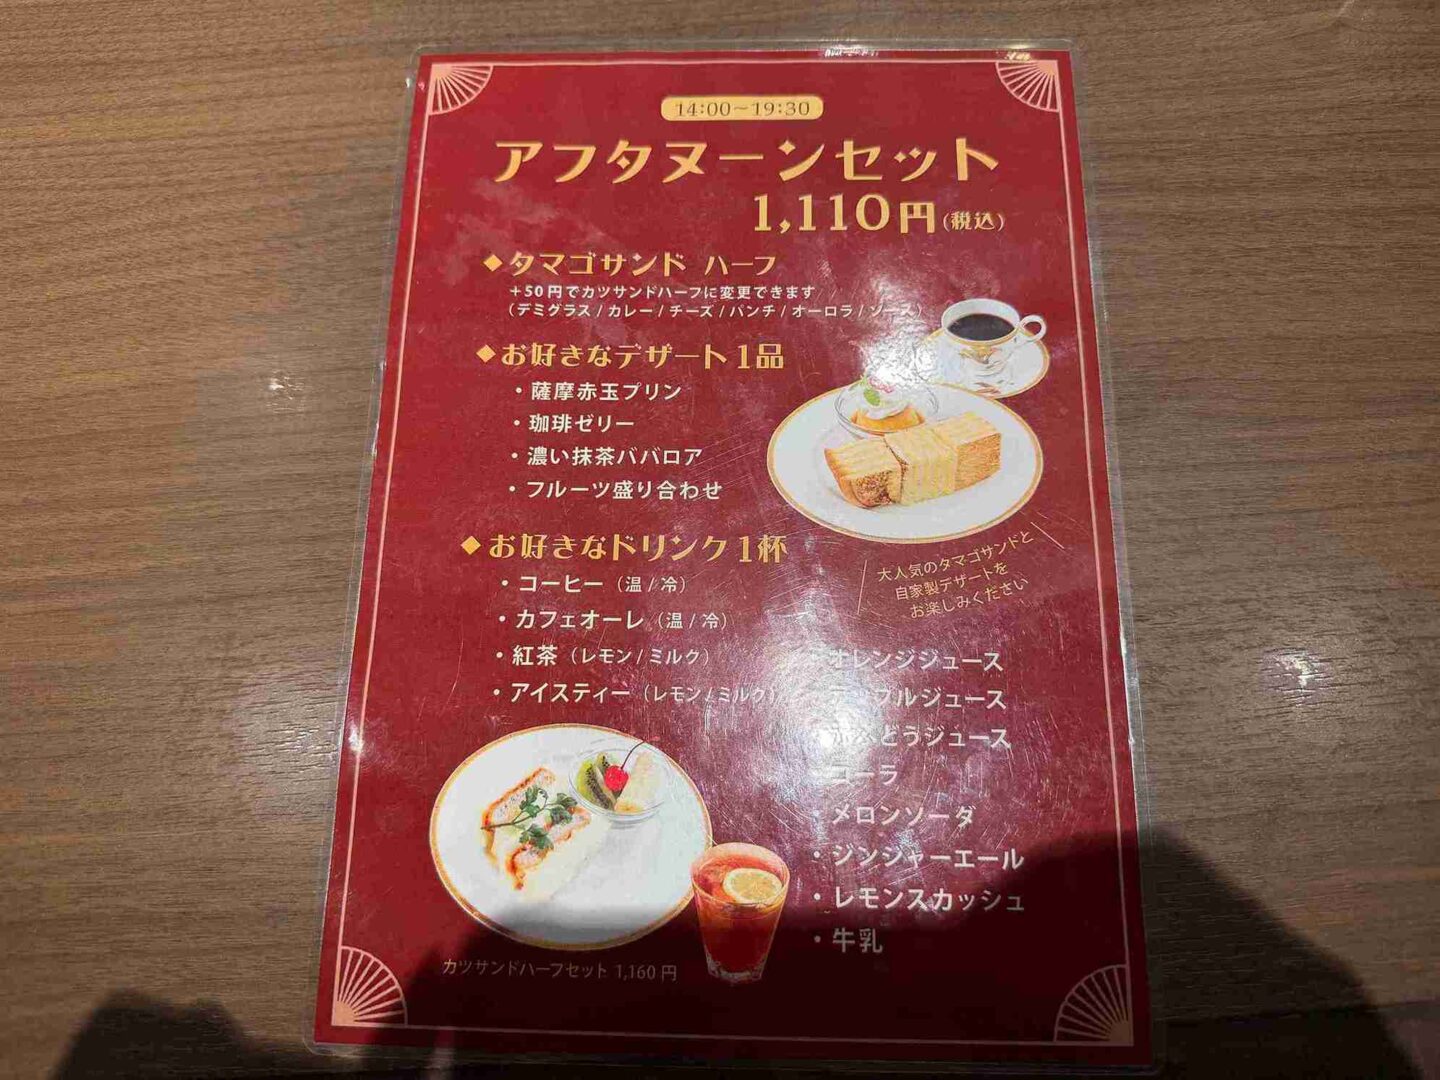 14:00〜19:30
アフタヌーンセット
1,110円(税込)
◆タマゴサンド ハーフ
+50円でカツサンドハーフに変更できます
(デミグラス/カレー/チーズ/パンチ/オーロラ/ソース)
◆お好きなデザート1品
・薩摩赤玉プリン
・珈琲ゼリー
・濃い抹茶ババロア
・フルーツ盛り合わせ
大人気のタマゴサンドと
自家製デザートを
お楽しみください
◆お好きなドリンク1杯
・コーヒー(温/冷)
・カフェオーレ(温/冷)
・紅茶(レモン/ミルク)
・アイスティー(レモン/ミルク)
オレンジジュース
ジュース
ぶどうジュース
コーラ
メロンソーダ
・ジンジャーエール
・レモンスカッシュ
・牛乳
カツサンドハーフセット 1,160円